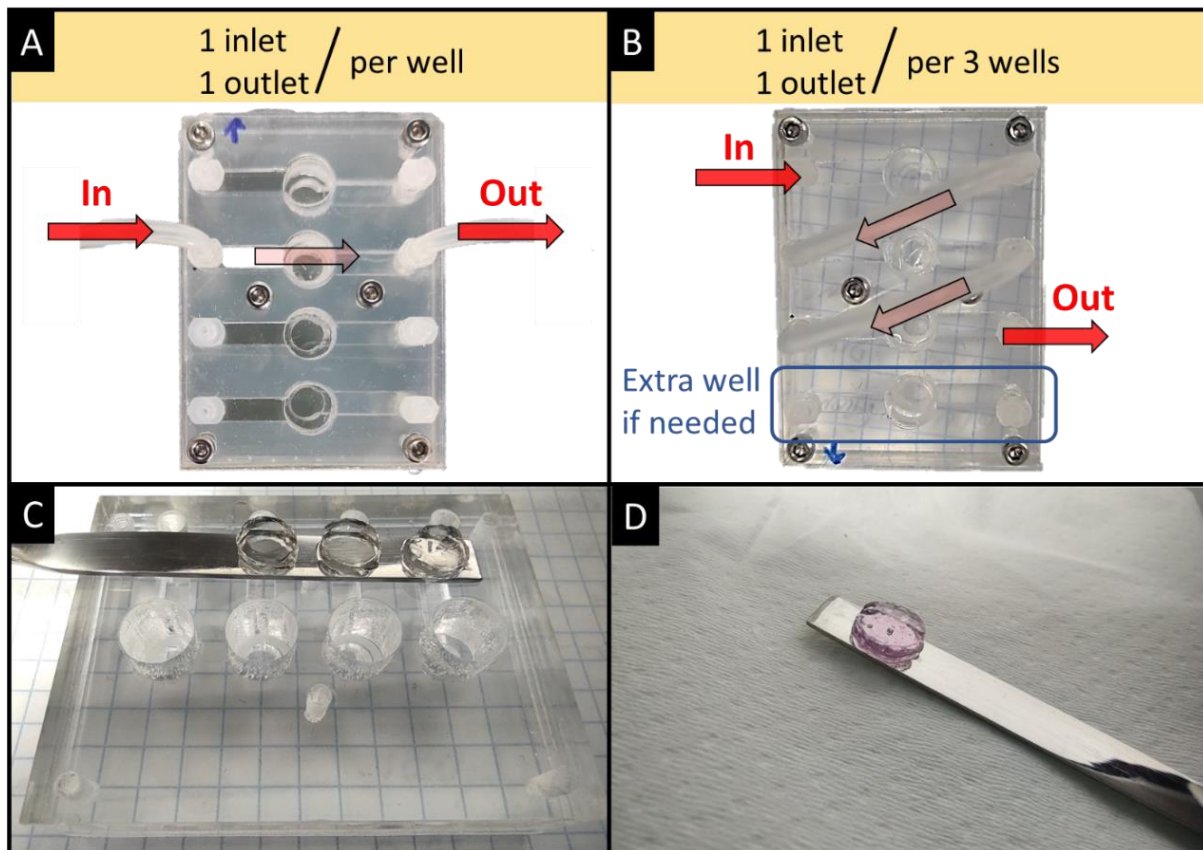 A
1 inlet
1 outlet / per well
In
Out
B
1 inlet
1 outlet / per 3 wells
In
Out
Extra well
if needed
C
D